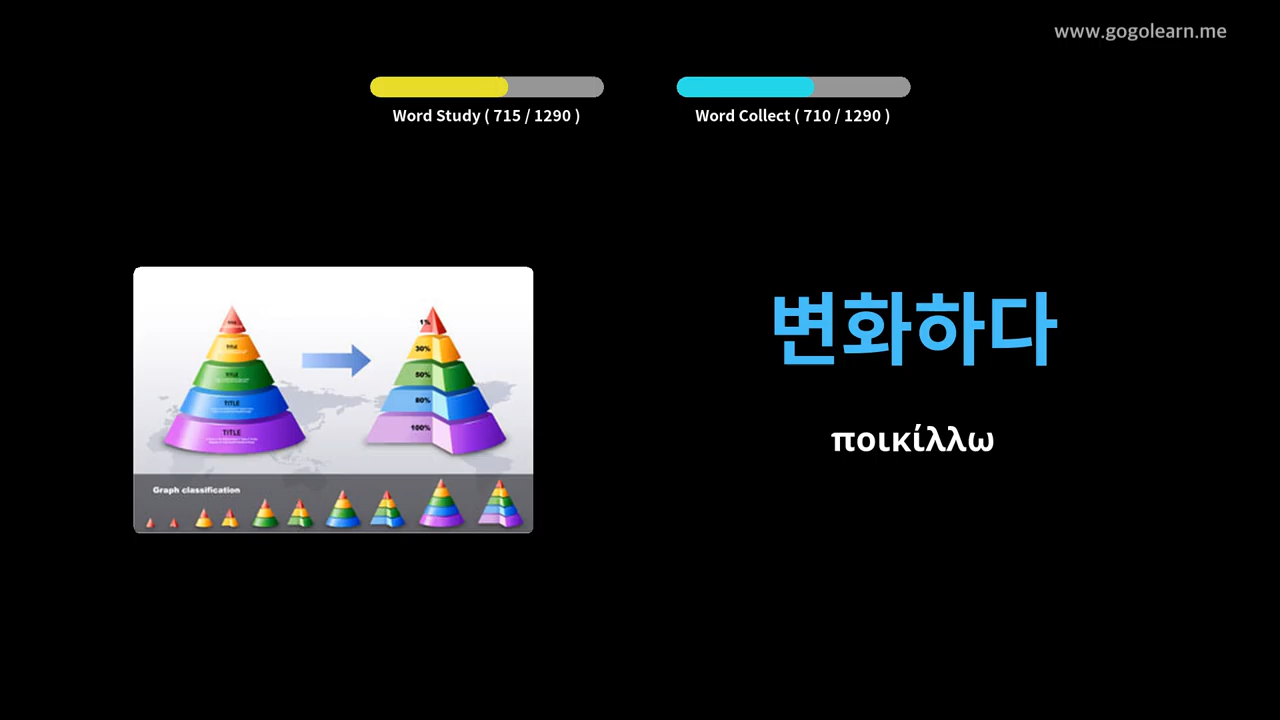 www.gogolearn.me
Word Study ( 715 / 1290 )
Word Collect ( 710 / 1290 )
변화하다
ποικίλλω
TITLE
TITLE
TITLE
TITLE
1%
30%
50%
80%
100%
Graph classification